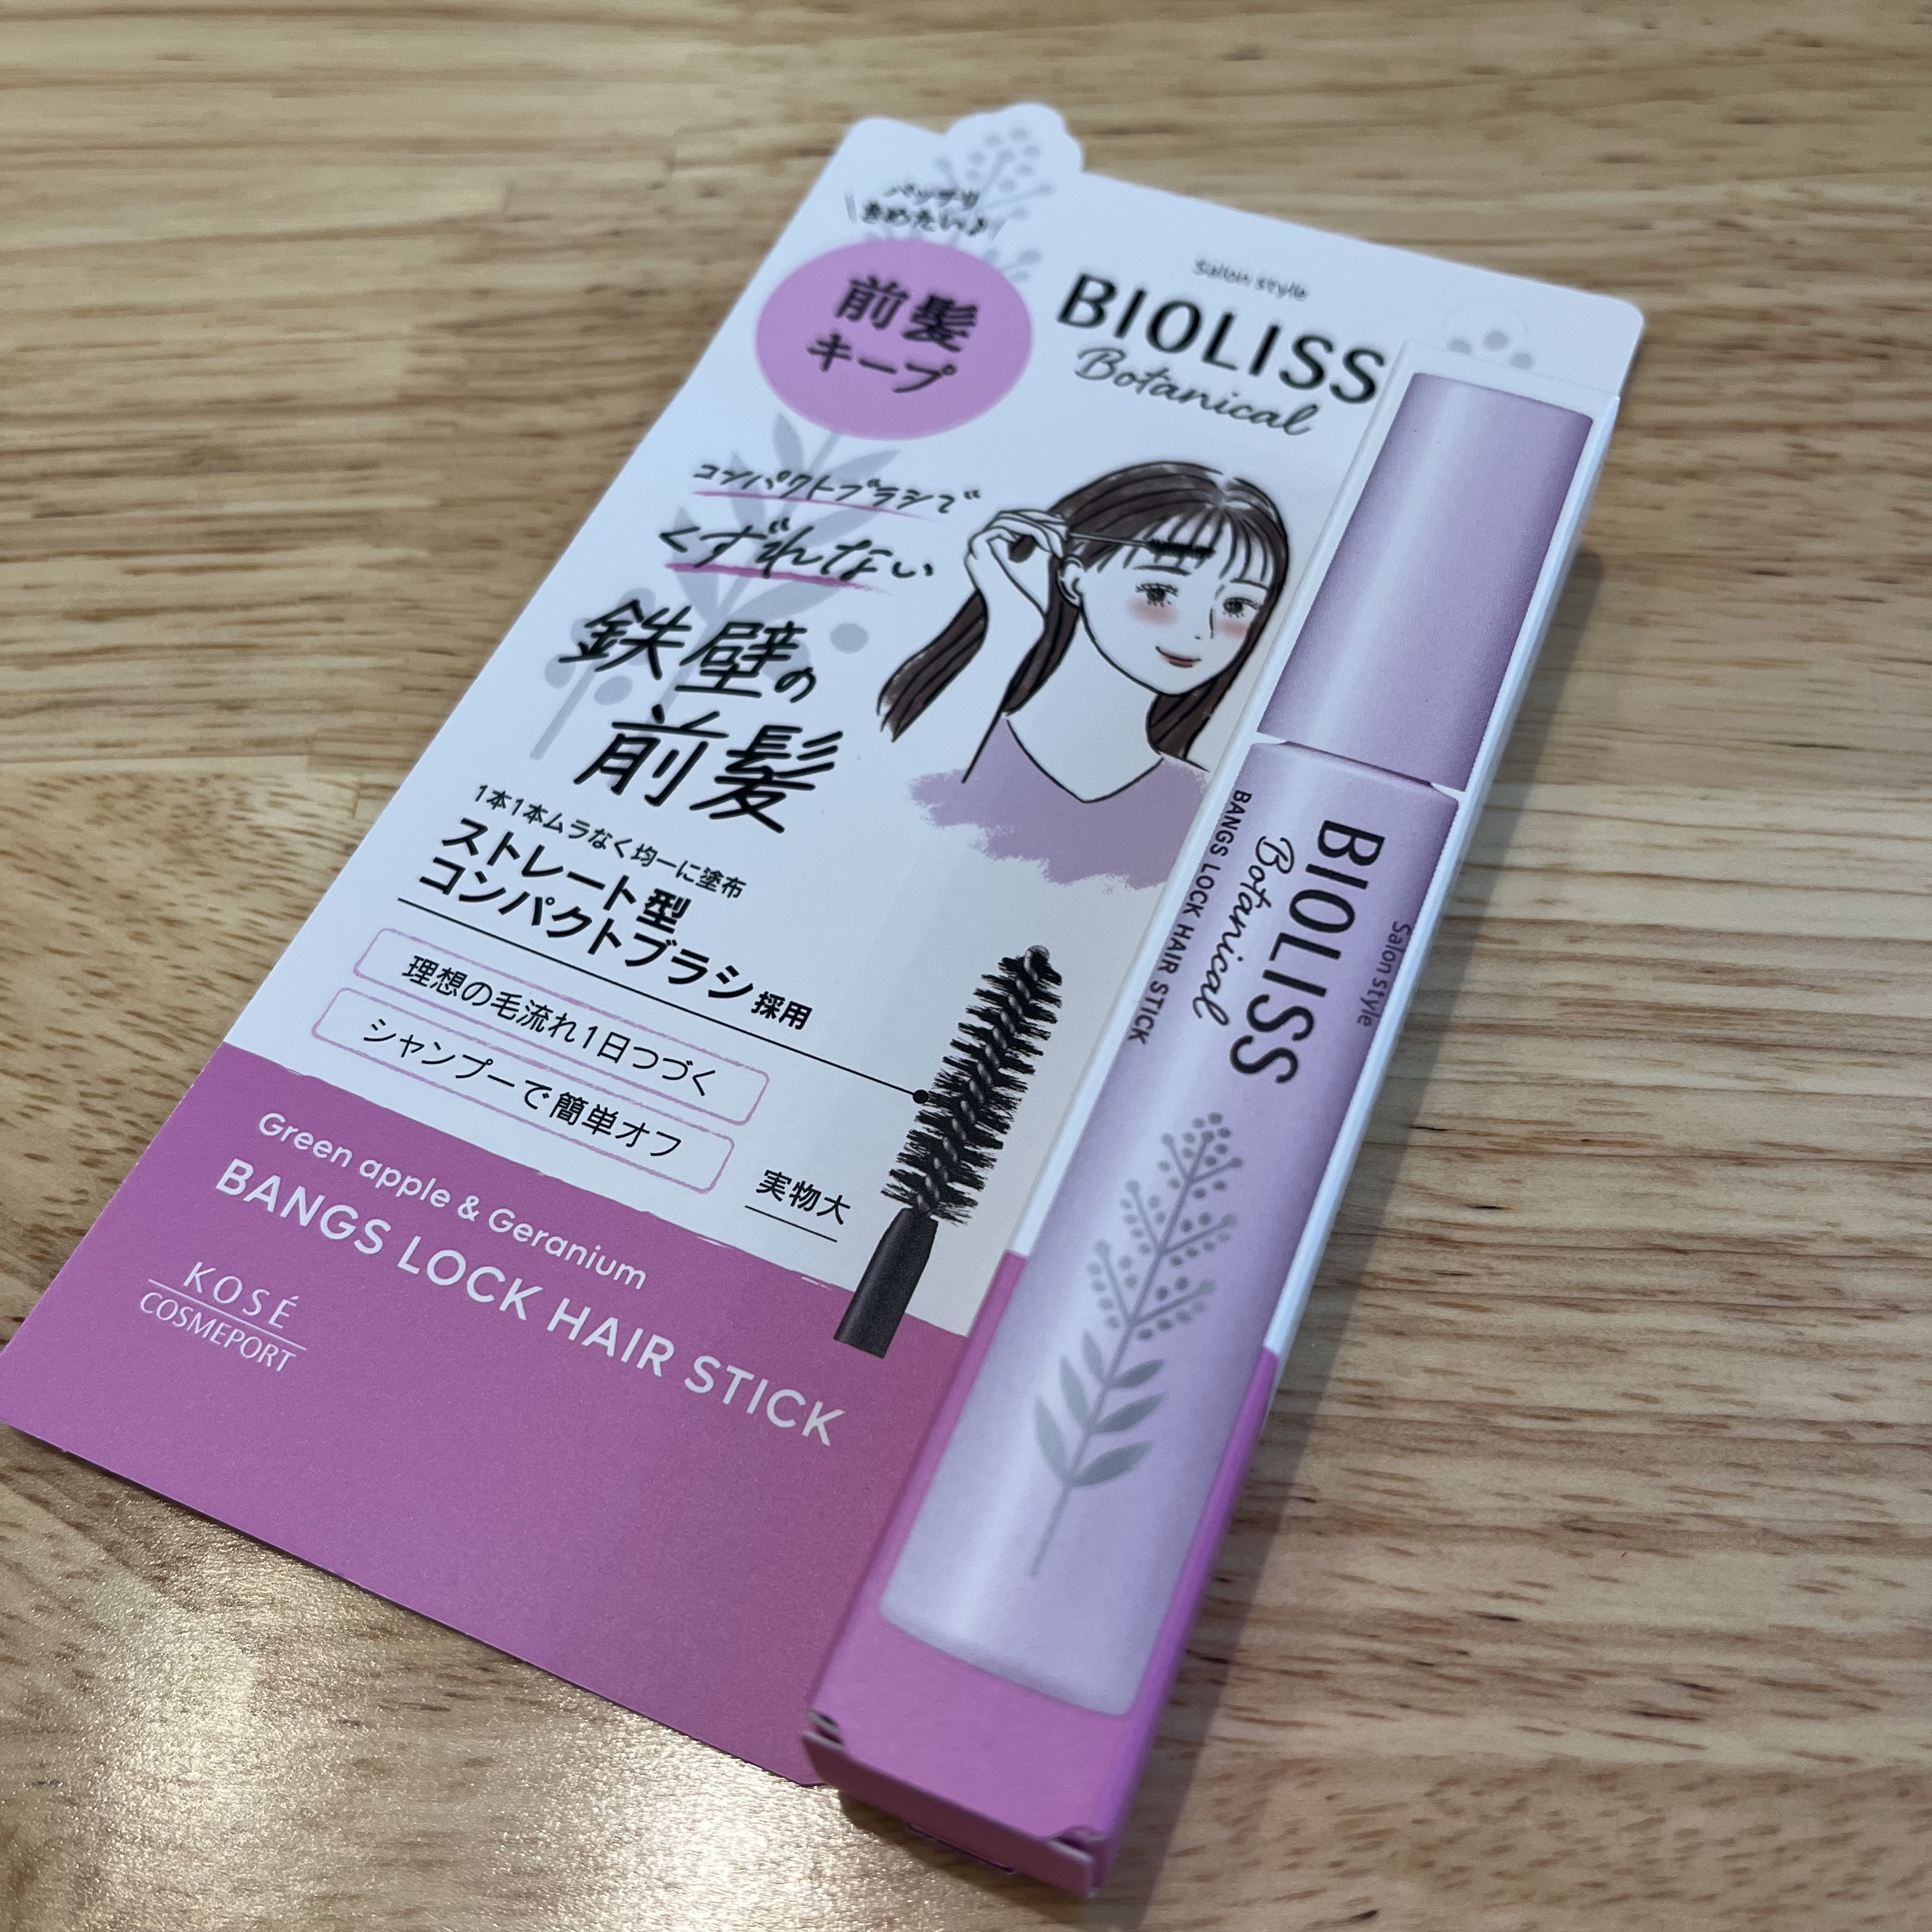 バッチリ
きめたい♪
前髪
キープ
Salon style
BIOLISS
Botanical
コンパクトブラシで
くずれない
鉄壁の
前髪
1本1本ムラなく均一に塗布
ストレート型
コンパクトブラシ採用
理想の毛流れ1日つづく
シャンプーで簡単オフ
実物大
Green apple & Geranium
BANGS LOCK HAIR STICK
KOSÉ
COSMEPORT
Salon style
BIOLISS
Botanical
BANGS LOCK HAIR STICK